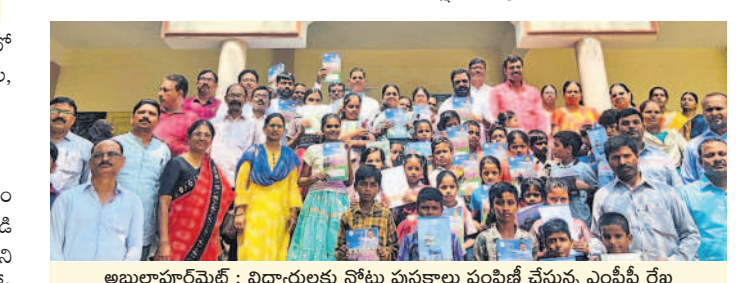 లో
ల,
ం
డి
ని
అబ్దులాపూర్‌మెట్ : విద్యార్థులకు నోటు పుస్తకాలు పంపిణీ చేస్తున్న ఎంపీపీ రేఖ